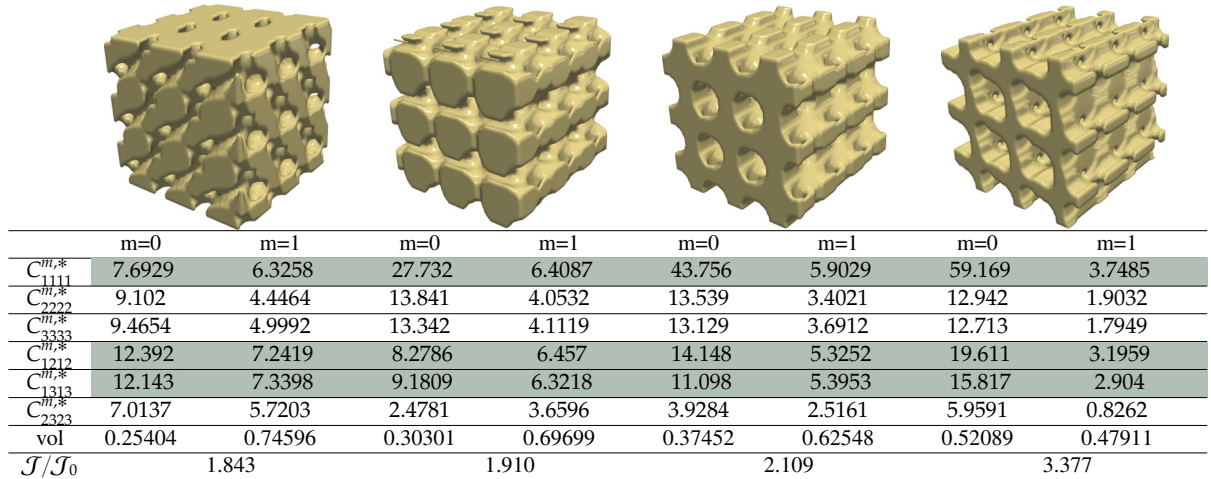 m=0 m=1 m=0 m=1 m=0 m=1 m=0 m=1
C^{m,*}_{1111} 7.6929 6.3258 27.732 6.4087 43.756 5.9029 59.169 3.7485
C^{m,*}_{2222} 9.102 4.4464 13.841 4.0532 13.539 3.4021 12.942 1.9032
C^{m,*}_{3333} 9.4654 4.9992 13.342 4.1119 13.129 3.6912 12.713 1.7949
C^{m,*}_{1212} 12.392 7.2419 8.2786 6.457 14.148 5.3252 19.611 3.1959
C^{m,*}_{1313} 12.143 7.3398 9.1809 6.3218 11.098 5.3953 15.817 2.904
C^{m,*}_{2323} 7.0137 5.7203 2.4781 3.6596 3.9284 2.5161 5.9591 0.8262
vol 0.25404 0.74596 0.30301 0.69699 0.37452 0.62548 0.52089 0.47911
𝒥/𝒥₀ 1.843 1.910 2.109 3.377